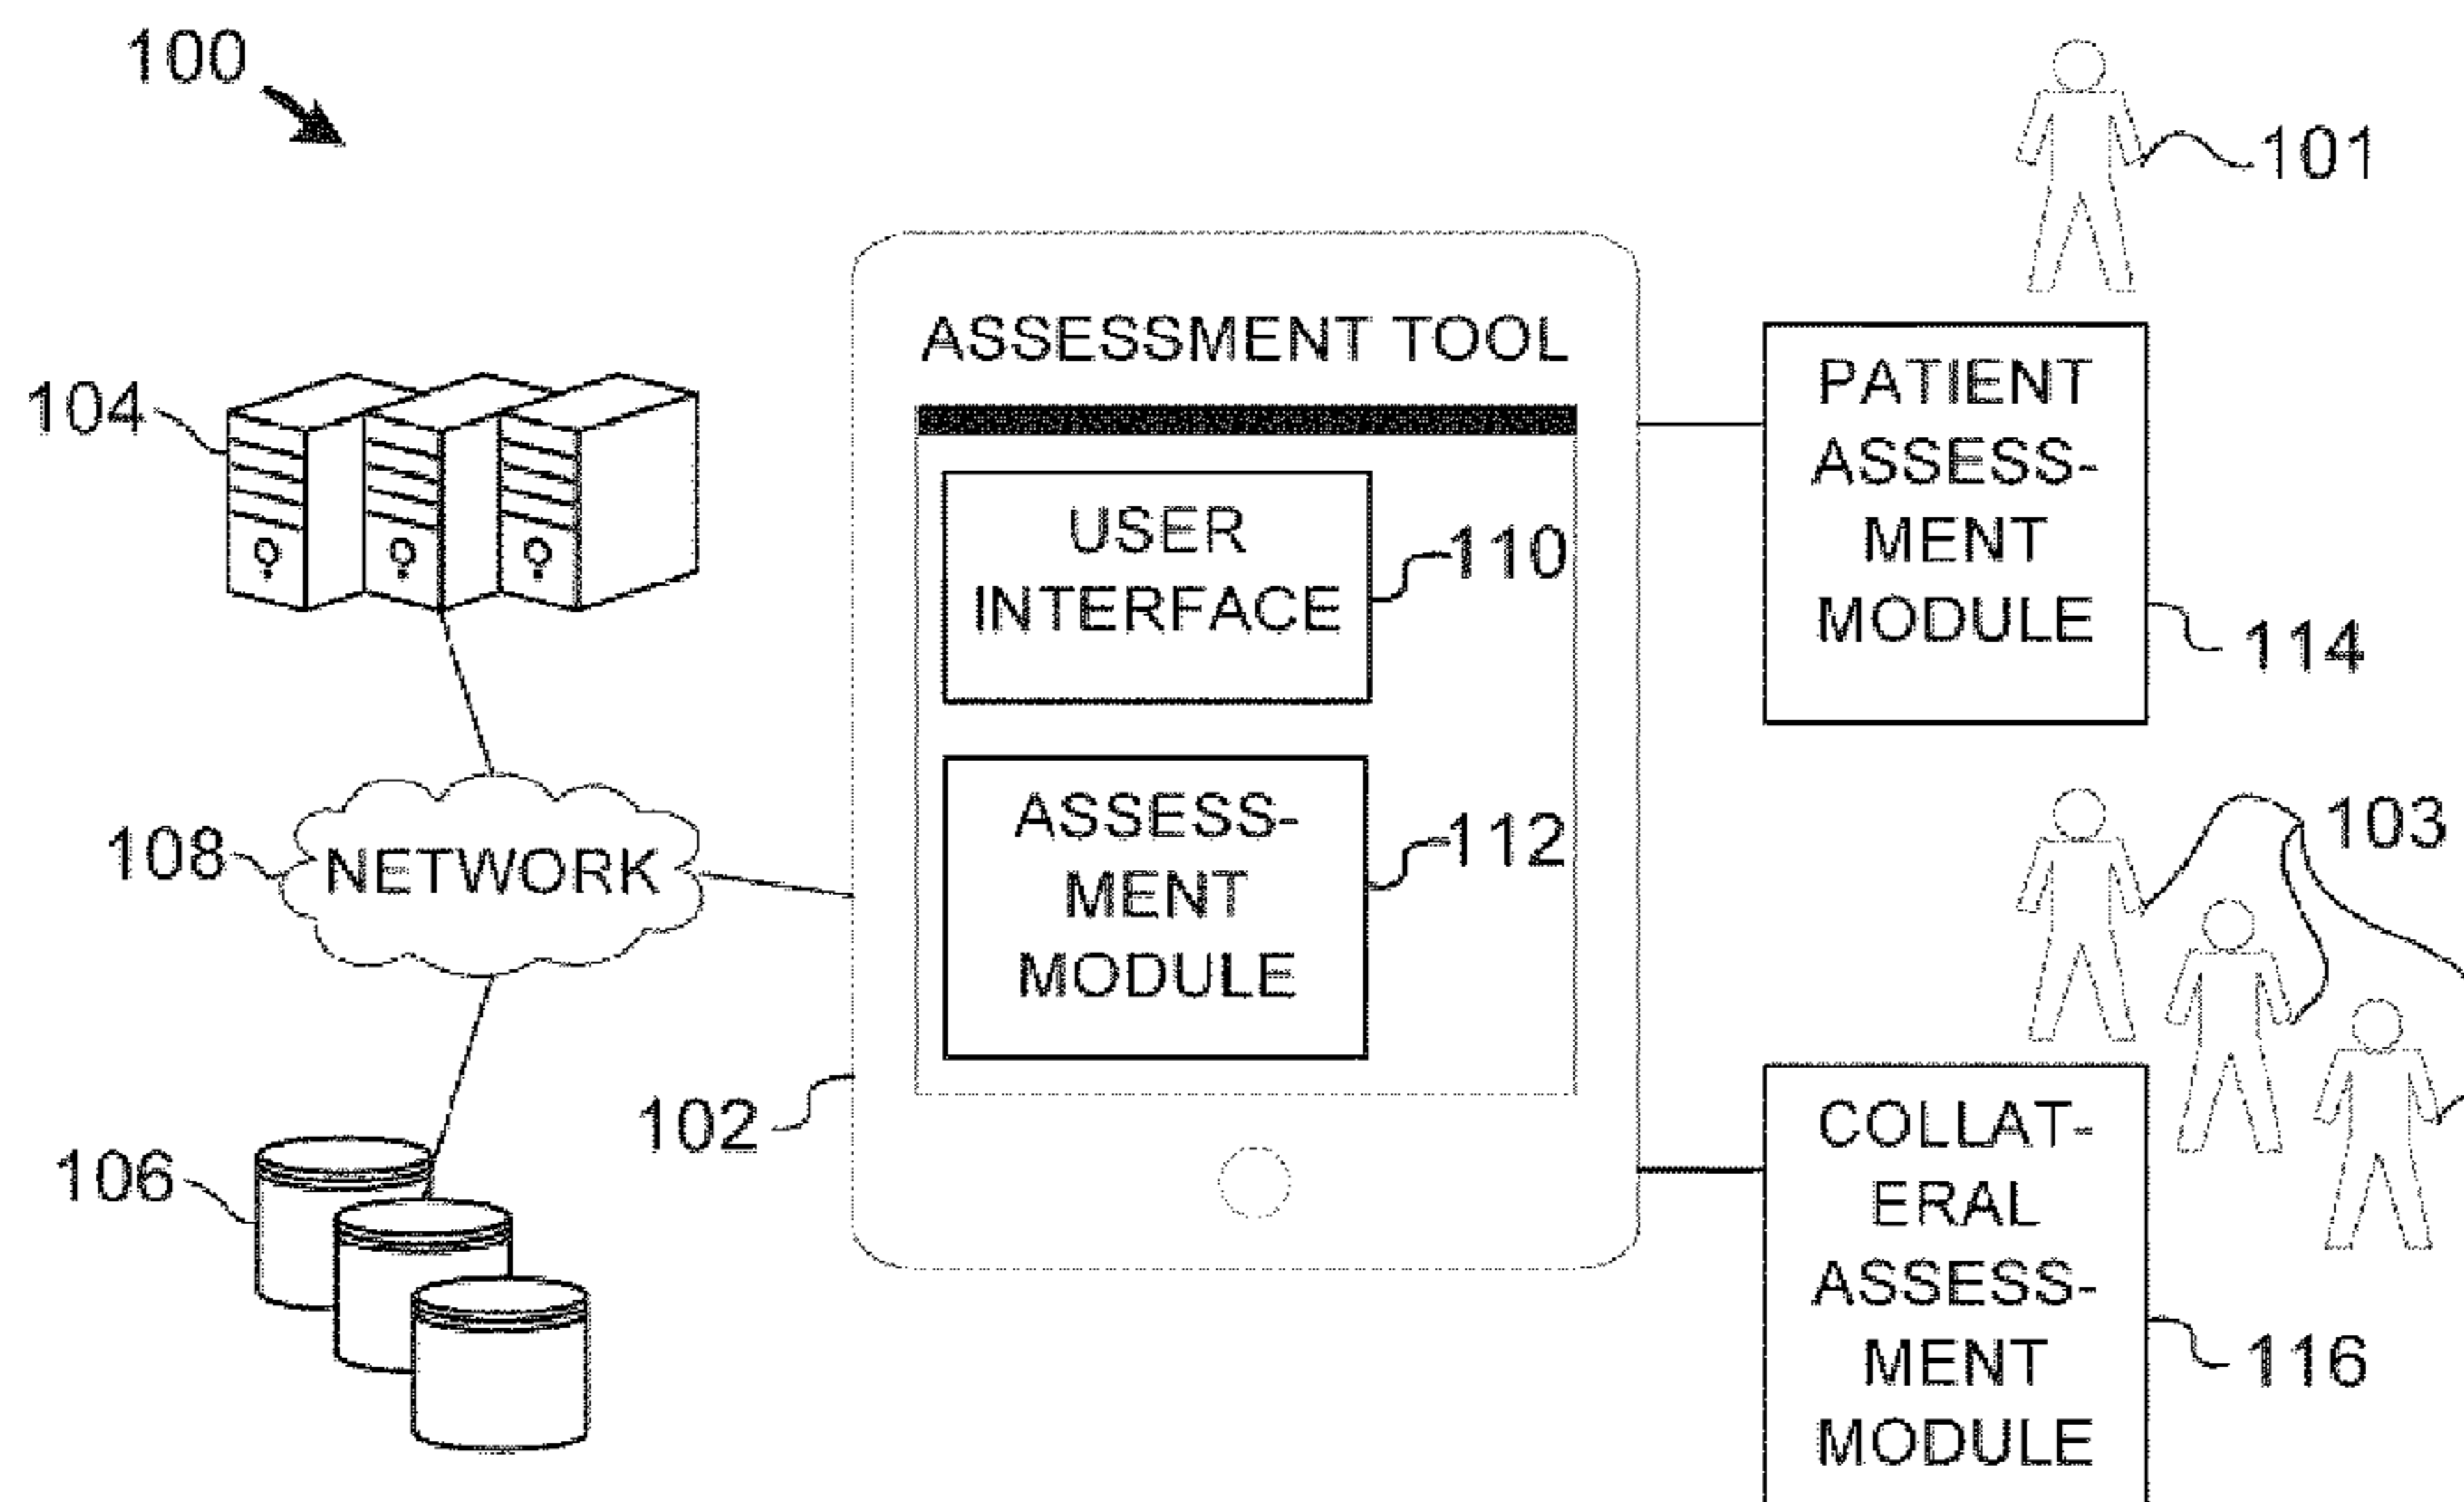 100
101
ASSESSMENT TOOL
104
USER
INTERFACE
110
PATIENT
ASSESS-
MENT
MODULE
114
108
NETWORK
ASSESS-
MENT
MODULE
112
103
102
106
COLLAT-
ERAL
ASSESS-
MENT
MODULE
116